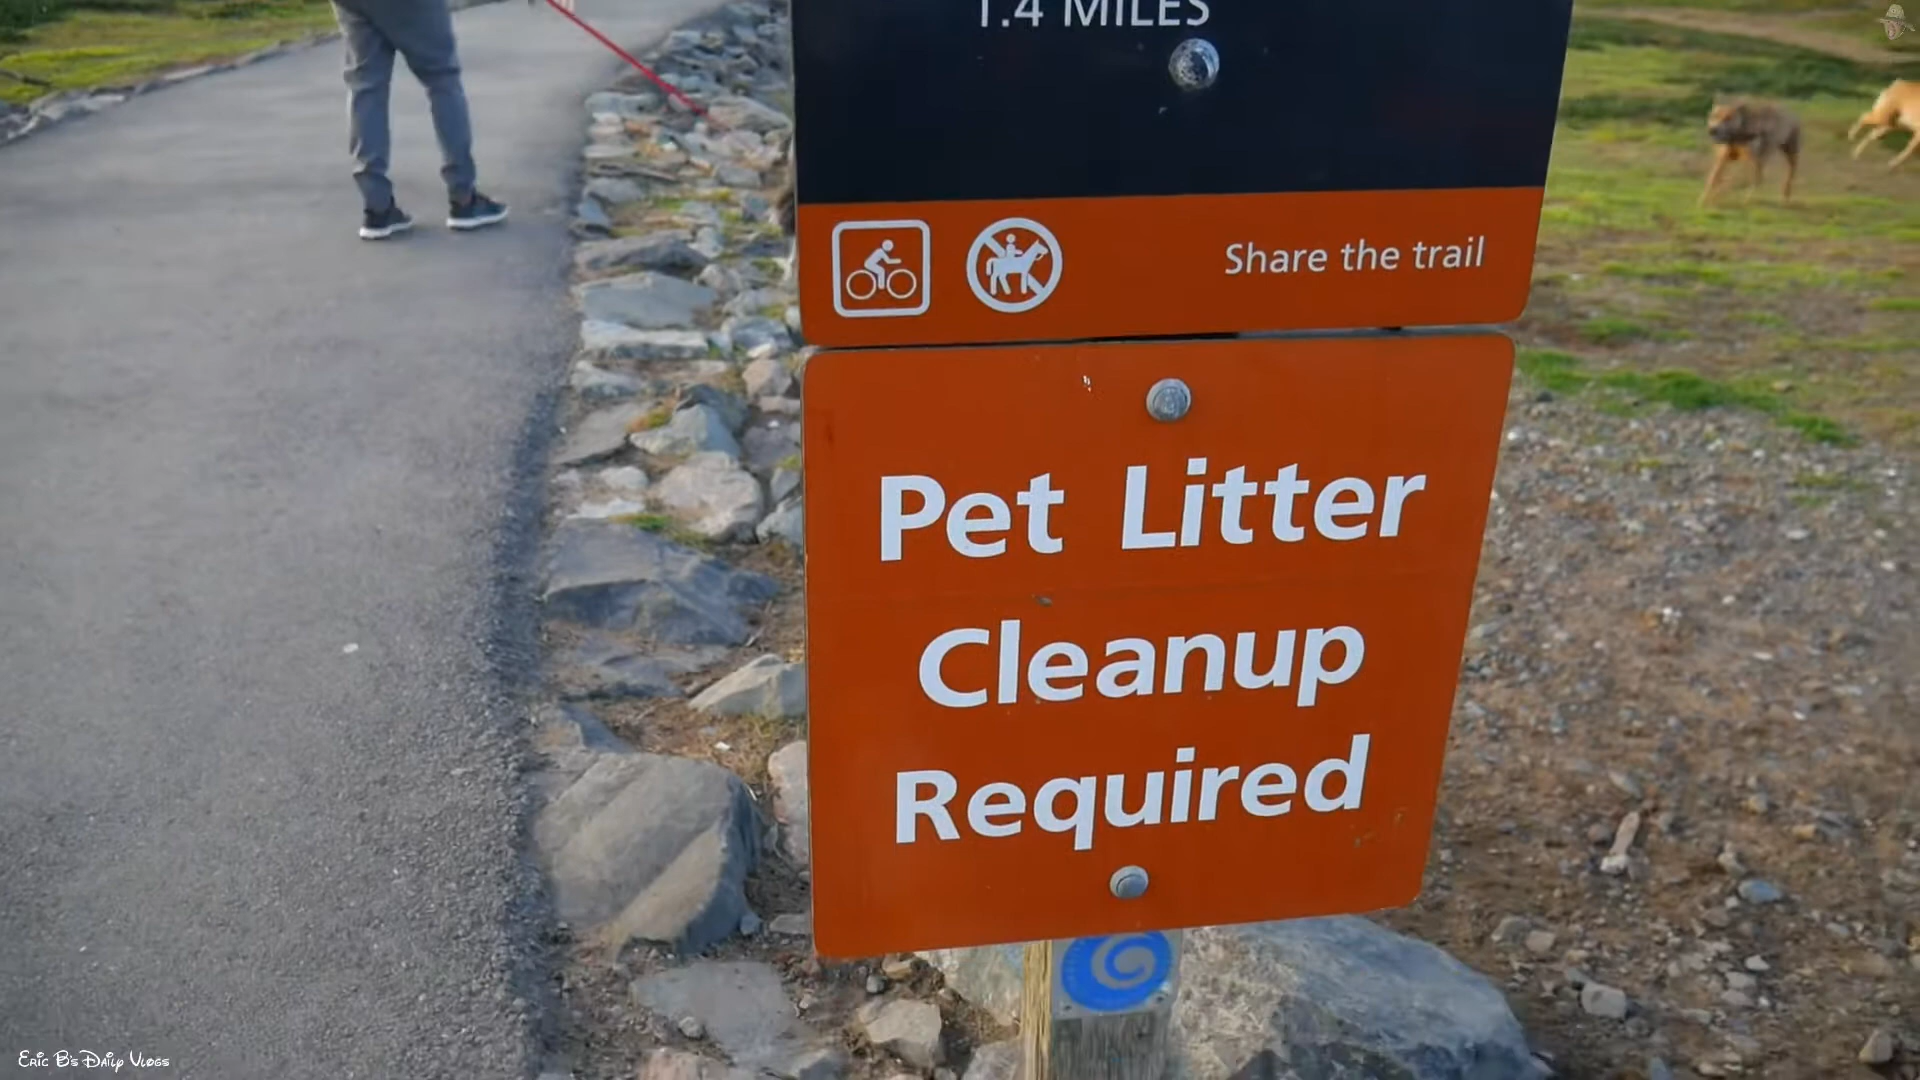 1.4 MILES
Share the trail
Pet Litter
Cleanup
Required
Eric B's Daily Vlogs